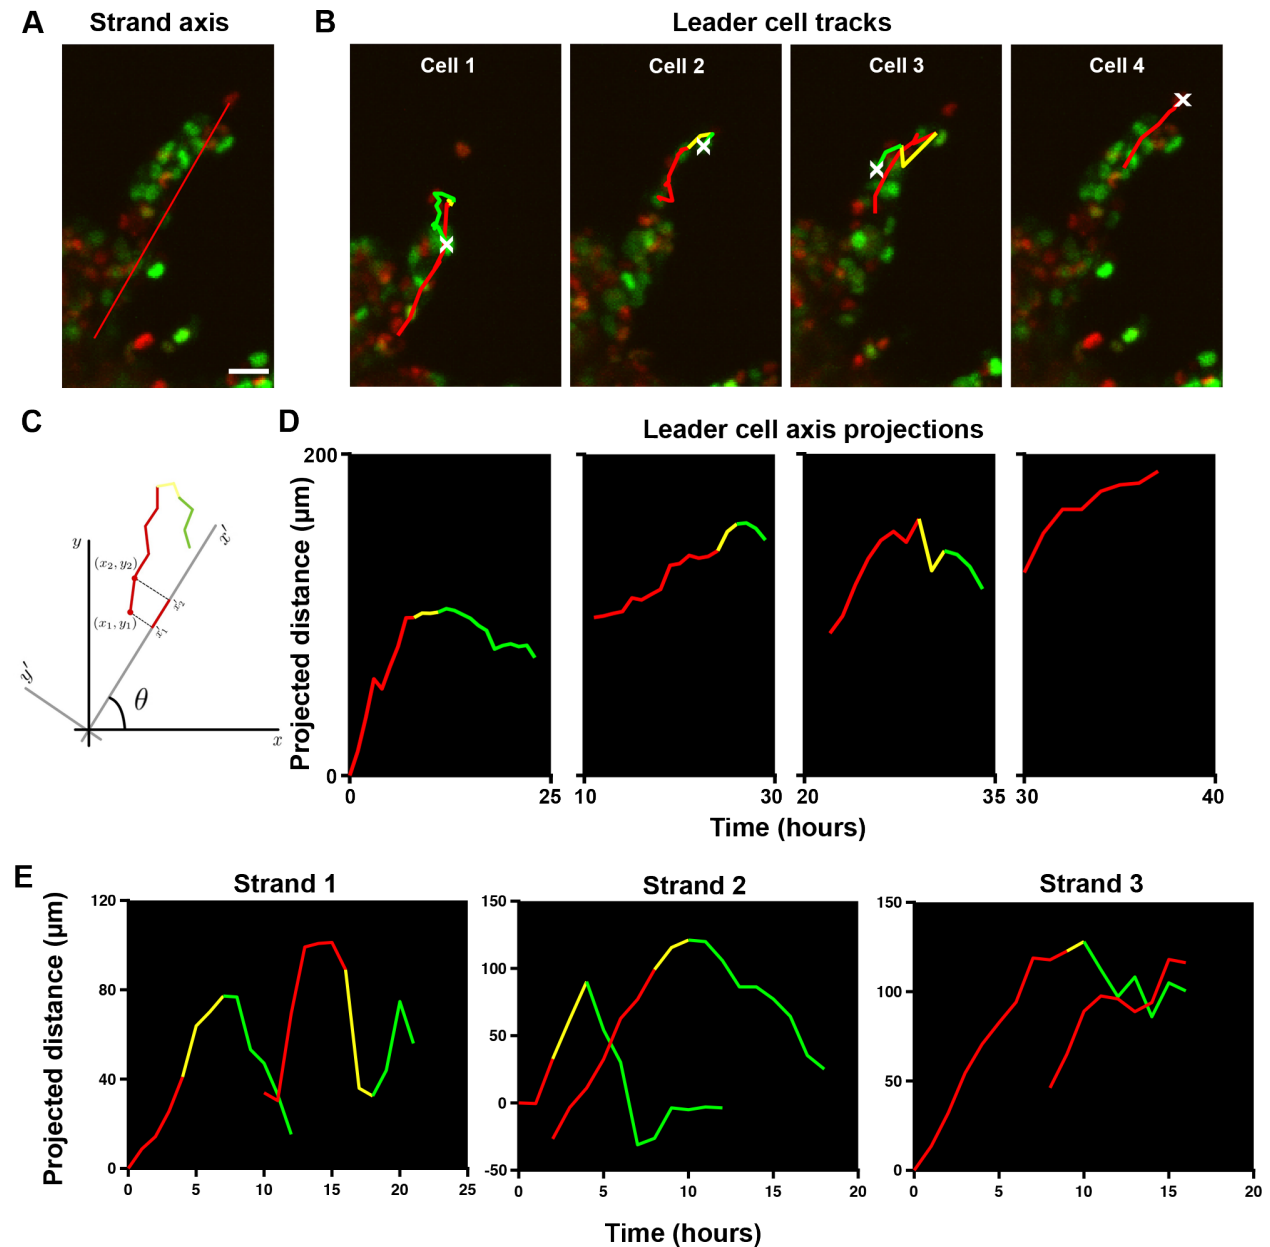 A Strand axis
B Leader cell tracks
Cell 1 Cell 2 Cell 3 Cell 4
C
y
x′
(x₂, y₂)
x′₂
(x₁, y₁)
x′₁
y′
θ
x
D Leader cell axis projections
Projected distance (µm)
200
0
0 25 10 30 20 35 30 40
Time (hours)
E
Strand 1 Strand 2 Strand 3
Projected distance (µm)
120
80
40
0
0 5 10 15 20 25
150
100
50
0
-50
0 5 10 15 20
150
100
50
0
0 5 10 15 20
Time (hours)